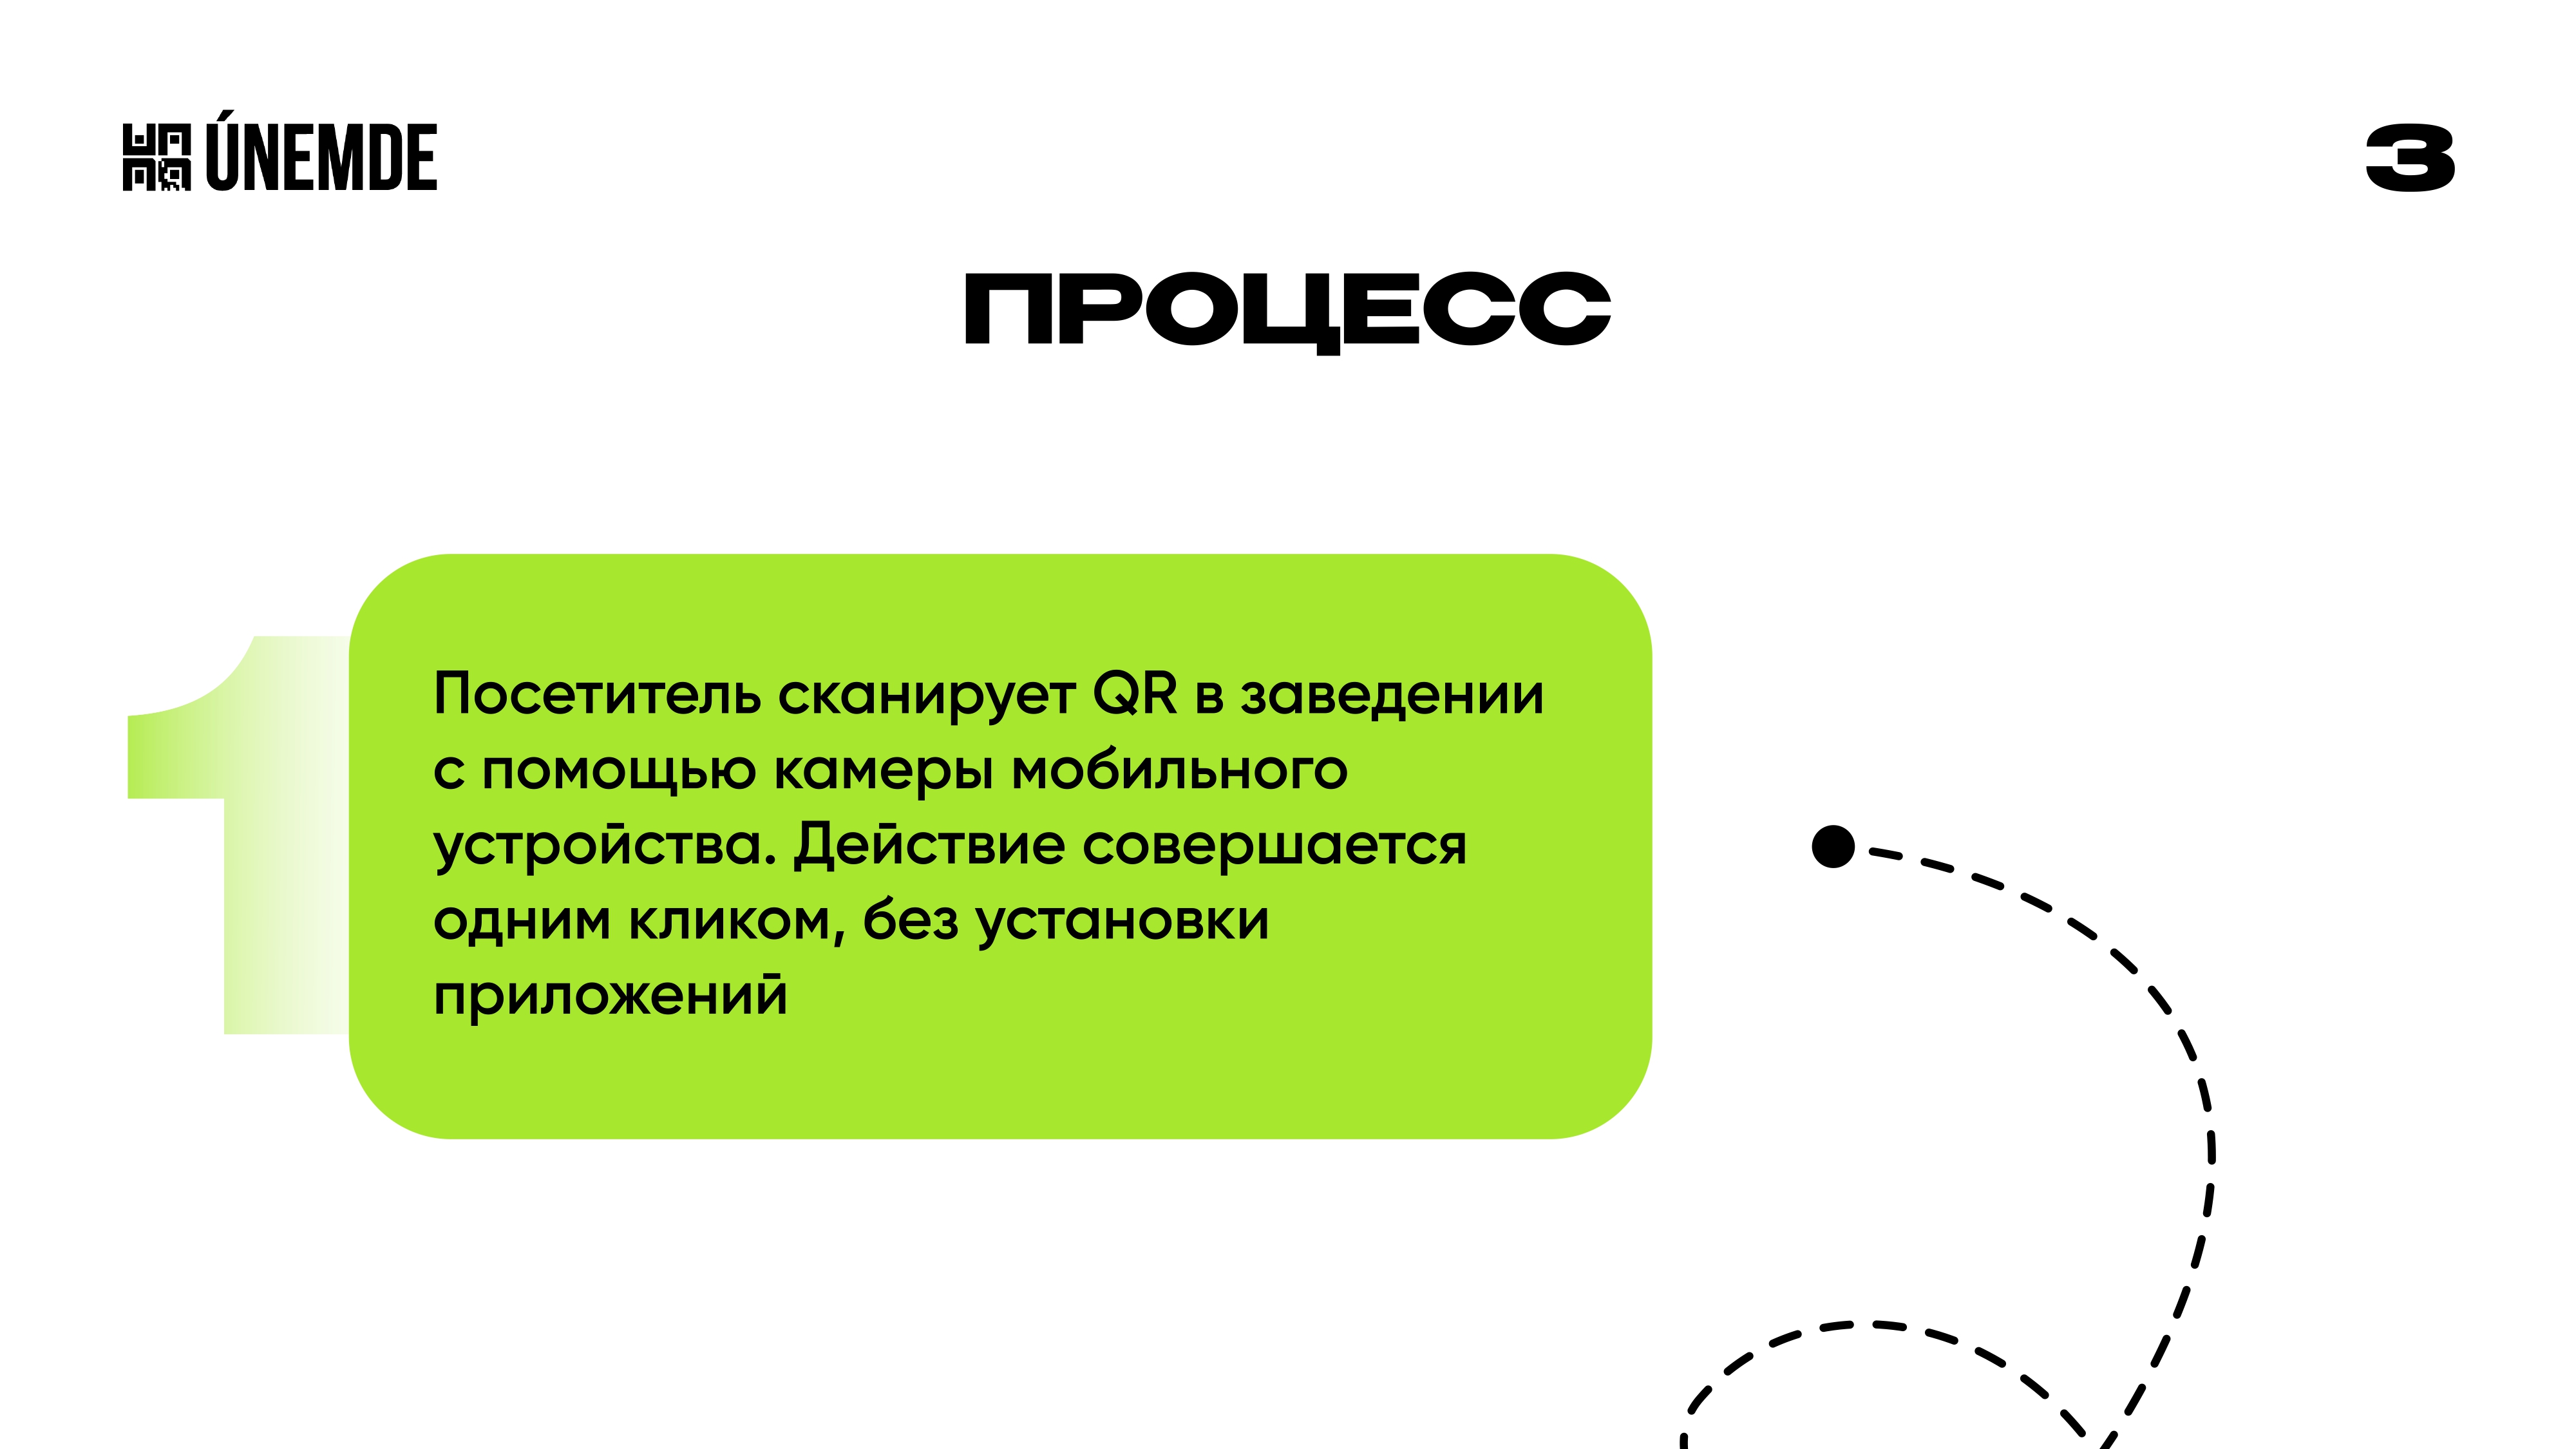 ÚNEMDE
3
ПРОЦЕСС
1
Посетитель сканирует QR в заведении
с помощью камеры мобильного
устройства. Действие совершается
одним кликом, без установки
приложений